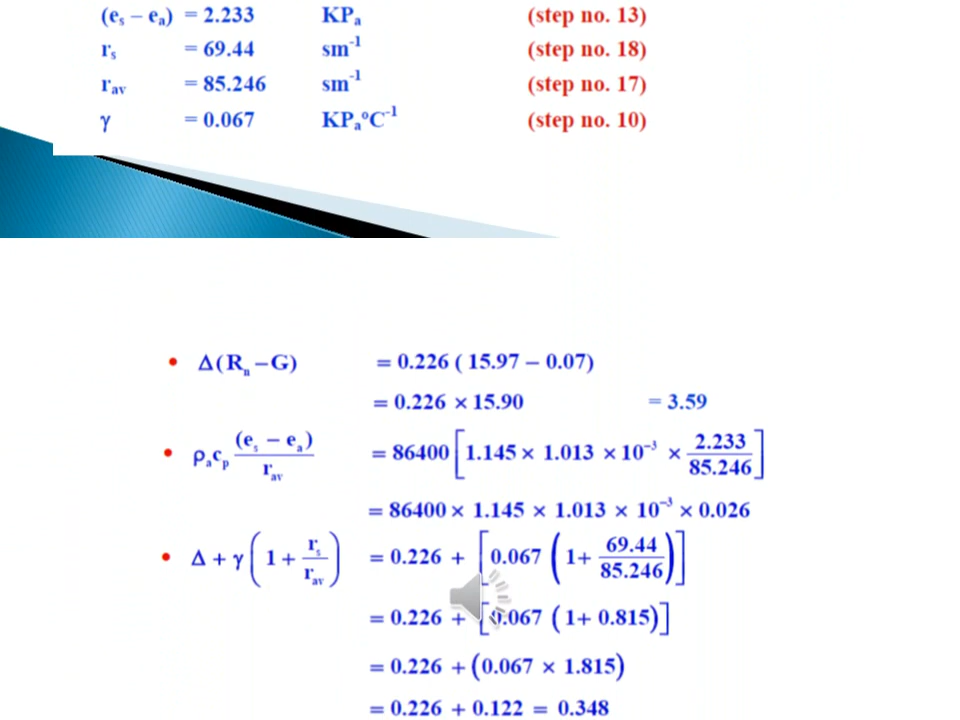 (es – ea) = 2.233 KPa (step no. 13)
rs = 69.44 sm⁻¹ (step no. 18)
rav = 85.246 sm⁻¹ (step no. 17)
γ = 0.067 KPa°C⁻¹ (step no. 10)
• Δ(Rn – G) = 0.226 ( 15.97 – 0.07)
= 0.226 × 15.90 = 3.59
• ρa cp (es – ea) / rav = 86400 [1.145 × 1.013 × 10⁻³ × 2.233 / 85.246]
= 86400 × 1.145 × 1.013 × 10⁻³ × 0.026
• Δ + γ (1 + rs / rav) = 0.226 + [0.067 (1+ 69.44 / 85.246)]
= 0.226 + [0.067 (1+ 0.815)]
= 0.226 + (0.067 × 1.815)
= 0.226 + 0.122 = 0.348